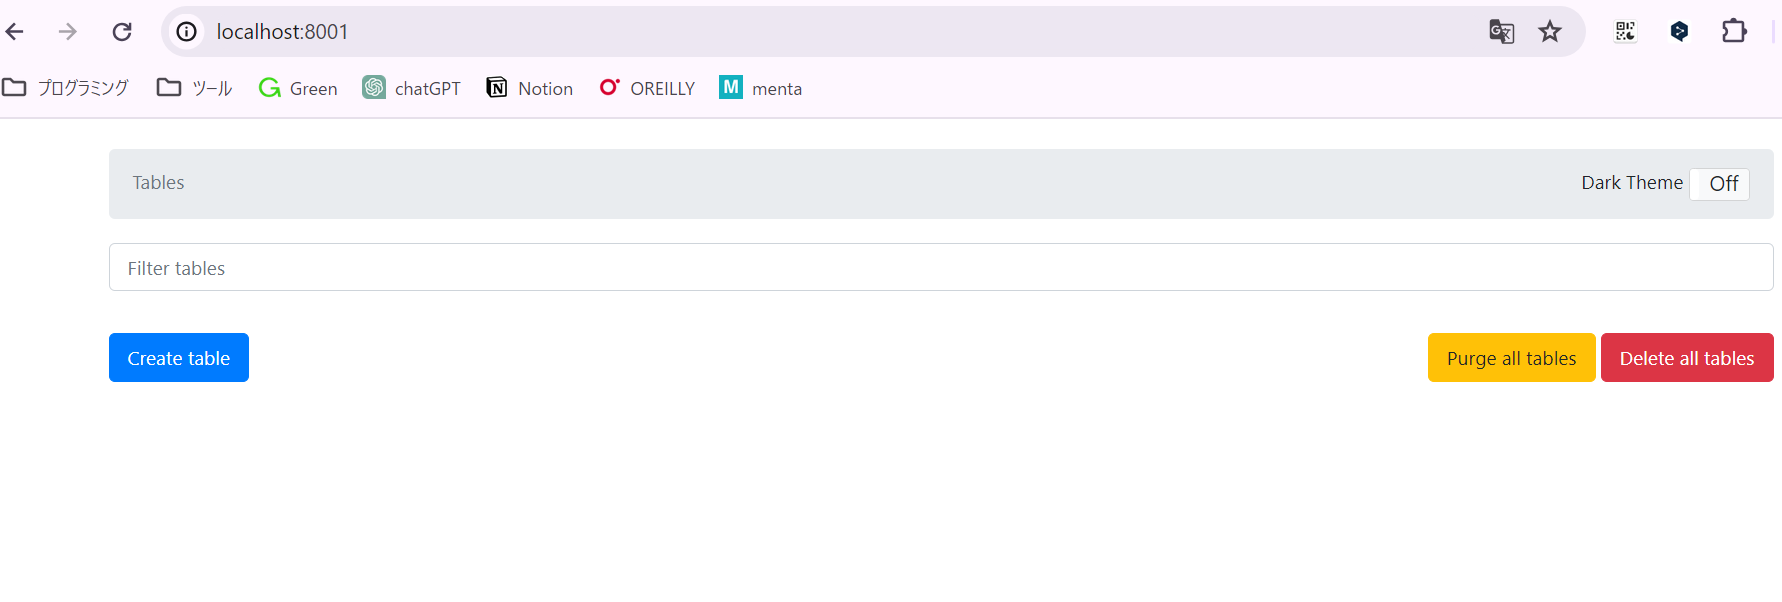 localhost:8001
プログラミング ツール Green chatGPT Notion OREILLY M menta
Tables Dark Theme Off
Filter tables
Create table Purge all tables Delete all tables